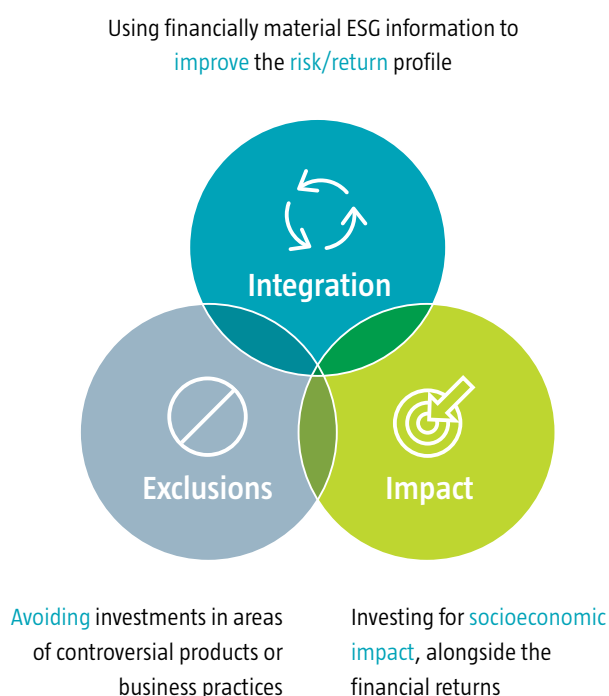 Using financially material ESG information to
improve the risk/return profile
Integration
Exclusions
Impact
Avoiding investments in areas
of controversial products or
business practices
Investing for socioeconomic
impact, alongside the
financial returns